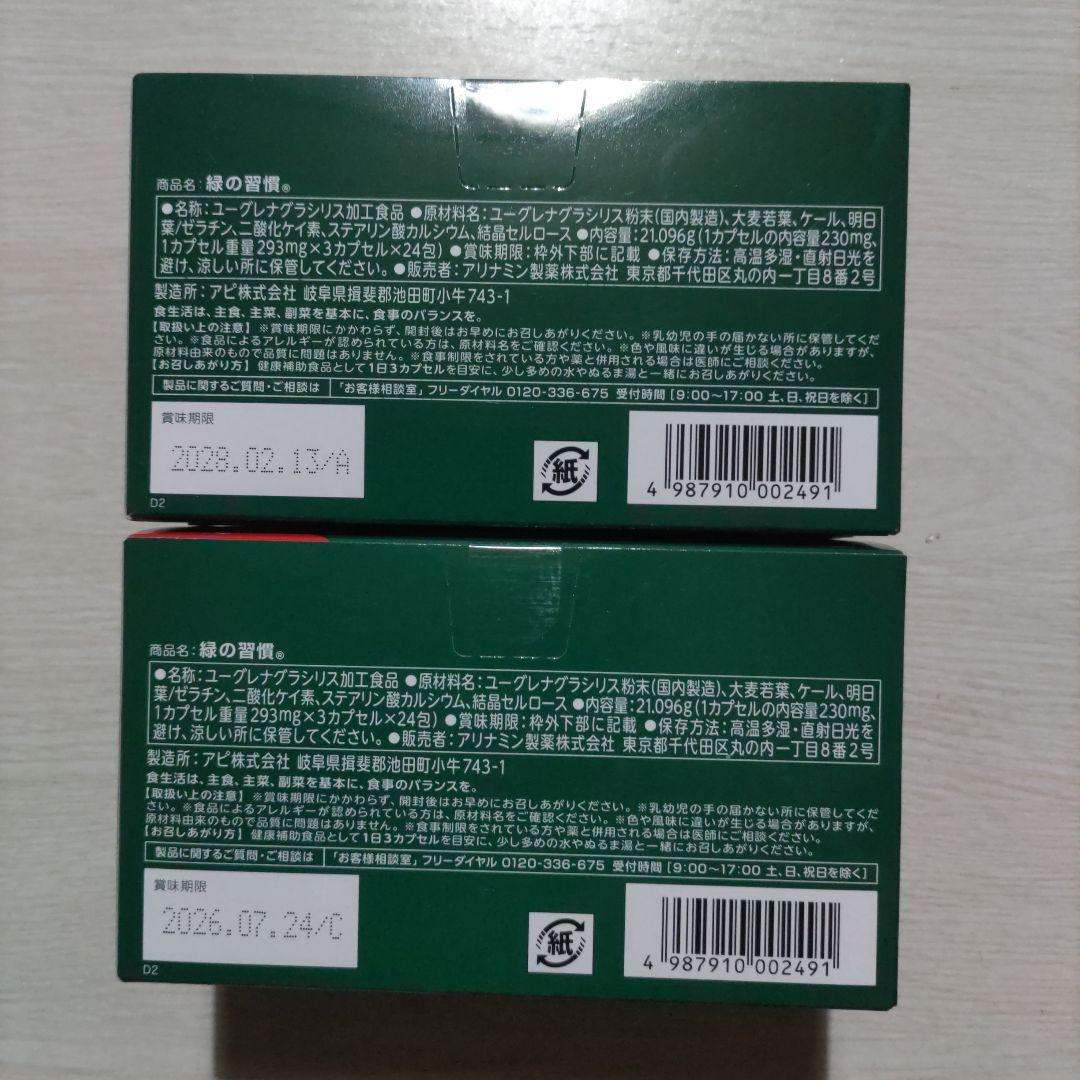 商品名：緑の習慣®
●名称：ユーグレナグラシリス加工食品 ●原材料名：ユーグレナグラシリス粉末（国内製造）、大麦若葉、ケール、明日
葉/ゼラチン、二酸化ケイ素、ステアリン酸カルシウム、結晶セルロース ●内容量：21.096g（1カプセルの内容量230mg、
1カプセル重量293mg×3カプセル×24包） ●賞味期限：枠外下部に記載 ●保存方法：高温多湿・直射日光を
避け、涼しい所に保管してください。●販売者：アリナミン製薬株式会社 東京都千代田区丸の内一丁目8番2号
製造所：アピ株式会社 岐阜県揖斐郡池田町小牛743-1
食生活は、主食、主菜、副菜を基本に、食事のバランスを。
【取扱い上の注意】※賞味期限にかかわらず、開封後はお早めにお召しあがりください。※乳幼児の手の届かない所に保管してくだ
さい。※食品によるアレルギーが認められている方は、原材料名をご確認ください。※色や風味に違いが生じる場合がありますが、
原材料由来のもので品質に問題はありません。※食事制限をされている方や薬と併用される場合は医師にご相談ください。
【お召しあがり方】健康補助食品として1日3カプセルを目安に、少し多めの水やぬるま湯と一緒にお召しあがりください。
製品に関するご質問・ご相談は 「お客様相談室」フリーダイヤル 0120-336-675 受付時間［9:00〜17:00 土、日、祝日を除く］
賞味期限
2028.02.13/A
紙
4 987910 002491
D2
商品名：緑の習慣®
●名称：ユーグレナグラシリス加工食品 ●原材料名：ユーグレナグラシリス粉末（国内製造）、大麦若葉、ケール、明日
葉/ゼラチン、二酸化ケイ素、ステアリン酸カルシウム、結晶セルロース ●内容量：21.096g（1カプセルの内容量230mg、
1カプセル重量293mg×3カプセル×24包） ●賞味期限：枠外下部に記載 ●保存方法：高温多湿・直射日光を
避け、涼しい所に保管してください。●販売者：アリナミン製薬株式会社 東京都千代田区丸の内一丁目8番2号
製造所：アピ株式会社 岐阜県揖斐郡池田町小牛743-1
食生活は、主食、主菜、副菜を基本に、食事のバランスを。
【取扱い上の注意】※賞味期限にかかわらず、開封後はお早めにお召しあがりください。※乳幼児の手の届かない所に保管してくだ
さい。※食品によるアレルギーが認められている方は、原材料名をご確認ください。※色や風味に違いが生じる場合がありますが、
原材料由来のもので品質に問題はありません。※食事制限をされている方や薬と併用される場合は医師にご相談ください。
【お召しあがり方】健康補助食品として1日3カプセルを目安に、少し多めの水やぬるま湯と一緒にお召しあがりください。
製品に関するご質問・ご相談は 「お客様相談室」フリーダイヤル 0120-336-675 受付時間［9:00〜17:00 土、日、祝日を除く］
賞味期限
2026.07.24/C
紙
4 987910 002491
D2